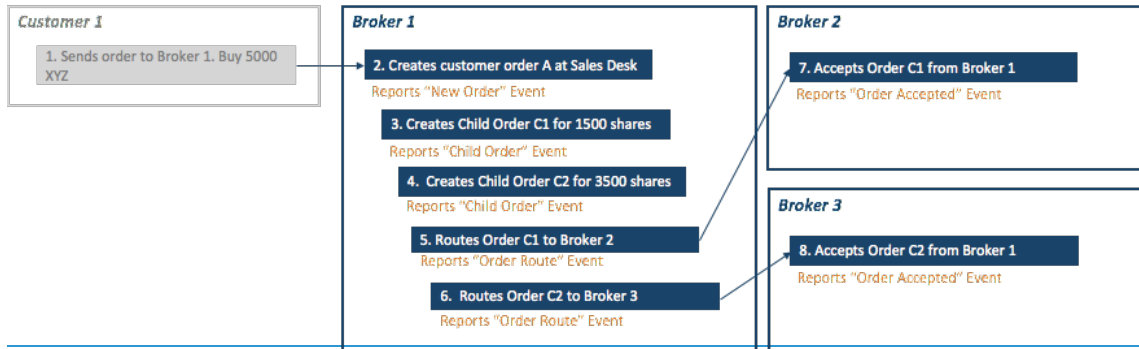 Customer 1
1. Sends order to Broker 1. Buy 5000
XYZ
Broker 1
2. Creates customer order A at Sales Desk
Reports "New Order" Event
3. Creates Child Order C1 for 1500 shares
Reports "Child Order" Event
4. Creates Child Order C2 for 3500 shares
Reports "Child Order" Event
5. Routes Order C1 to Broker 2
Reports "Order Route" Event
6. Routes Order C2 to Broker 3
Reports "Order Route" Event
Broker 2
7. Accepts Order C1 from Broker 1
Reports "Order Accepted" Event
Broker 3
8. Accepts Order C2 from Broker 1
Reports "Order Accepted" Event